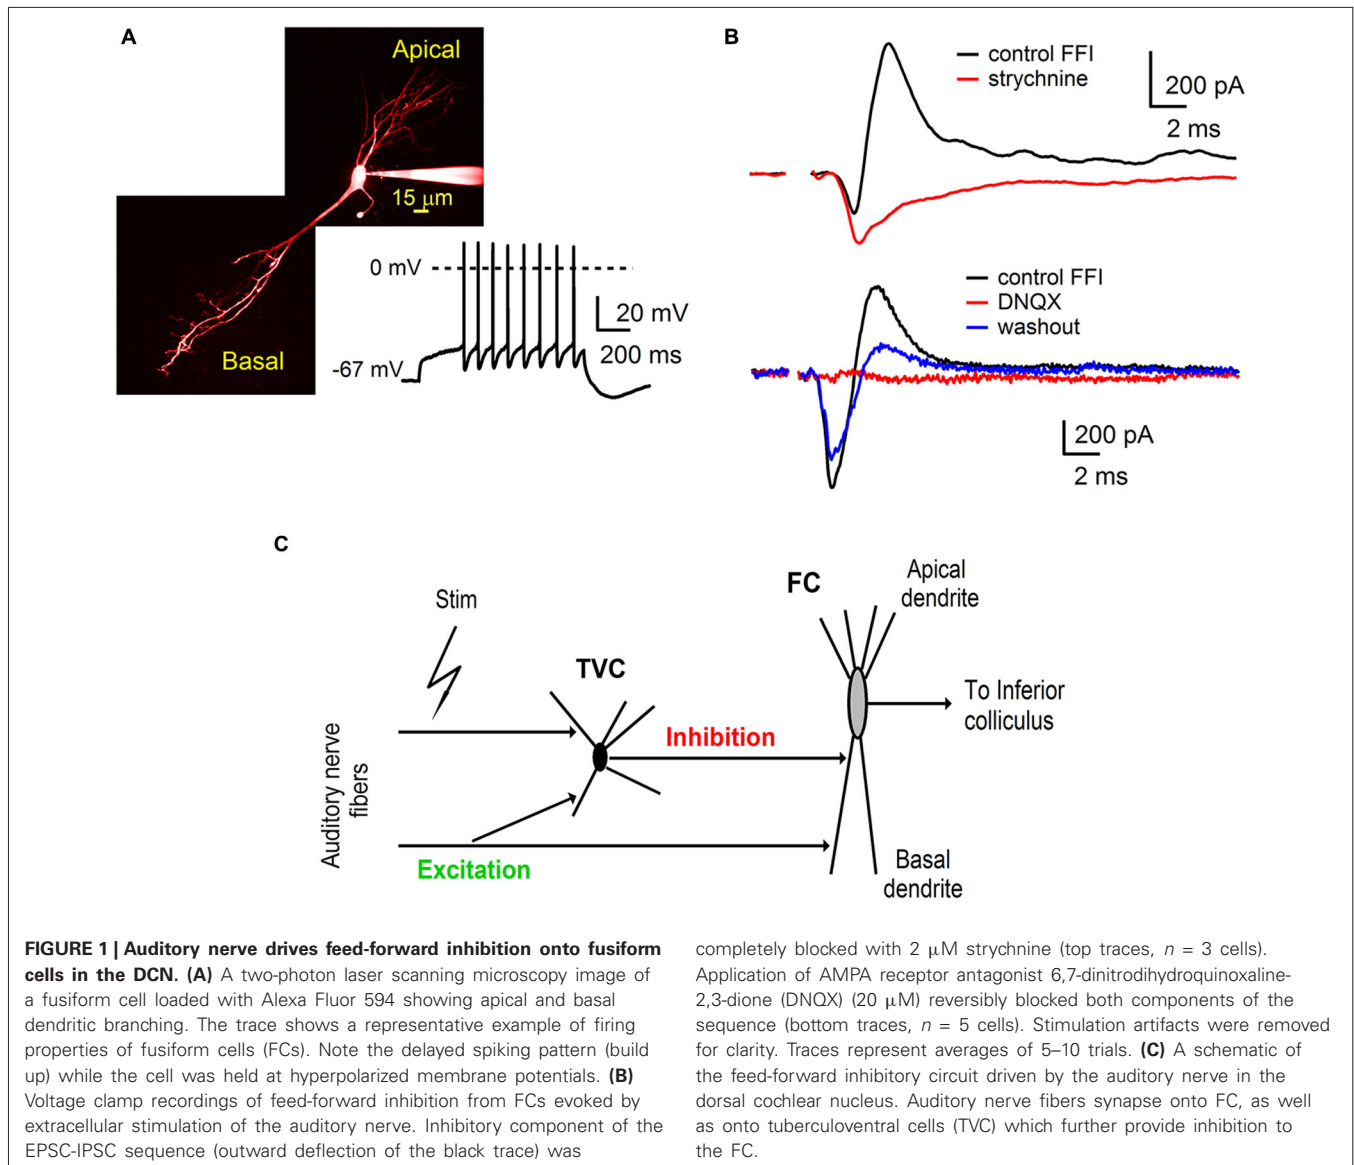 A
Apical
15 μm
Basal
0 mV
-67 mV
20 mV
200 ms
B
control FFI
strychnine
200 pA
2 ms
control FFI
DNQX
washout
200 pA
2 ms
C
Stim
Auditory nerve
fibers
TVC
Inhibition
Excitation
FC
Apical
dendrite
To Inferior
colliculus
Basal
dendrite
FIGURE 1 | Auditory nerve drives feed-forward inhibition onto fusiform
cells in the DCN. (A) A two-photon laser scanning microscopy image of
a fusiform cell loaded with Alexa Fluor 594 showing apical and basal
dendritic branching. The trace shows a representative example of firing
properties of fusiform cells (FCs). Note the delayed spiking pattern (build
up) while the cell was held at hyperpolarized membrane potentials. (B)
Voltage clamp recordings of feed-forward inhibition from FCs evoked by
extracellular stimulation of the auditory nerve. Inhibitory component of the
EPSC-IPSC sequence (outward deflection of the black trace) was
completely blocked with 2 μM strychnine (top traces, n = 3 cells).
Application of AMPA receptor antagonist 6,7-dinitrodihydroquinoxaline-
2,3-dione (DNQX) (20 μM) reversibly blocked both components of the
sequence (bottom traces, n = 5 cells). Stimulation artifacts were removed
for clarity. Traces represent averages of 5–10 trials. (C) A schematic of
the feed-forward inhibitory circuit driven by the auditory nerve in the
dorsal cochlear nucleus. Auditory nerve fibers synapse onto FC, as well
as onto tuberculoventral cells (TVC) which further provide inhibition to
the FC.